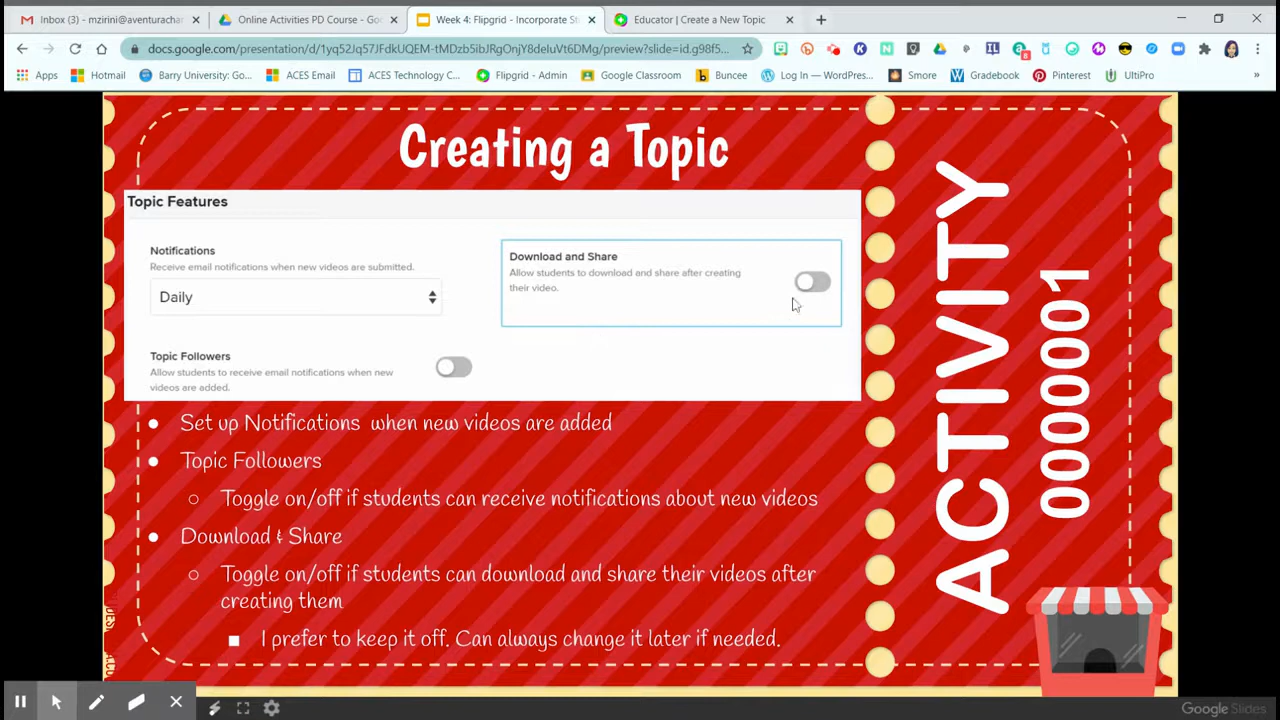 Inbox (3) - mzirini@aventurachar
Online Activities PD Course - Goo
Week 4: Flipgrid - Incorporate St
Educator | Create a New Topic
docs.google.com/presentation/d/1yq52Jq57JFdkUQEM-tMDzb5ibJRgOnjY8deluVt6DMg/preview?slide=id.g98f5...
Apps
Hotmail
Barry University: Go...
ACES Email
ACES Technology C...
Flipgrid - Admin
Google Classroom
Buncee
Log In — WordPres...
Smore
Gradebook
Pinterest
UltiPro
»
Creating a Topic
Topic Features
Notifications
Receive email notifications when new videos are submitted.
Daily
Download and Share
Allow students to download and share after creating
their video.
Topic Followers
Allow students to receive email notifications when new
videos are added.
● Set up Notifications when new videos are added
● Topic Followers
○ Toggle on/off if students can receive notifications about new videos
● Download & Share
○ Toggle on/off if students can download and share their videos after
creating them
■ I prefer to keep it off. Can always change it later if needed.
ACTIVITY
0000001
Google Slides